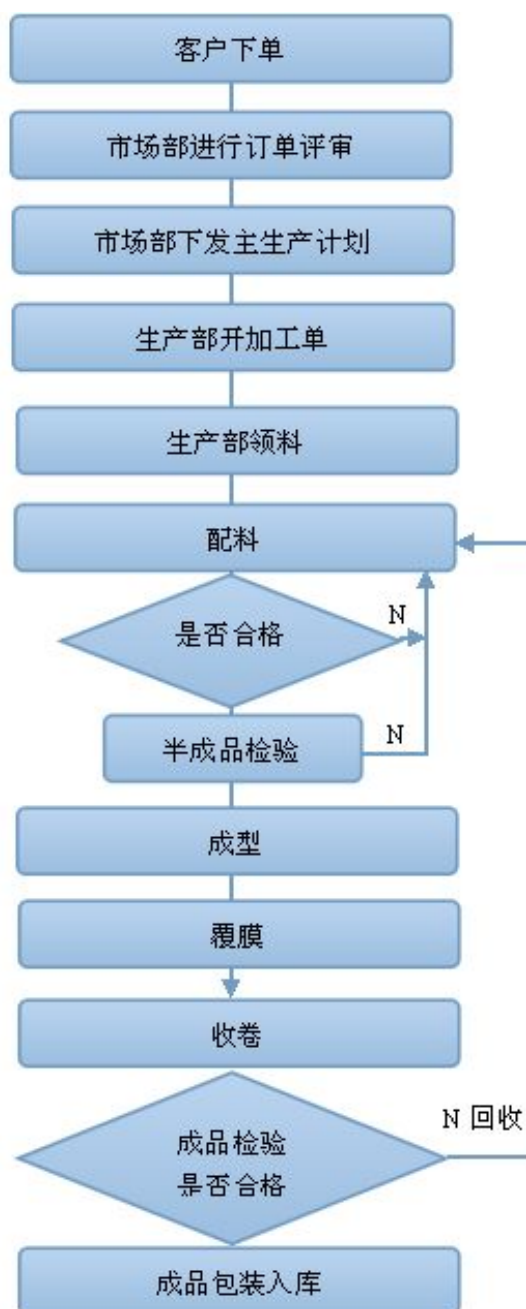 客户下单
市场部进行订单评审
市场部下发主生产计划
生产部开加工单
生产部领料
配料
是否合格
N
半成品检验
N
成型
覆膜
收卷
成品检验
是否合格
N 回收
成品包装入库